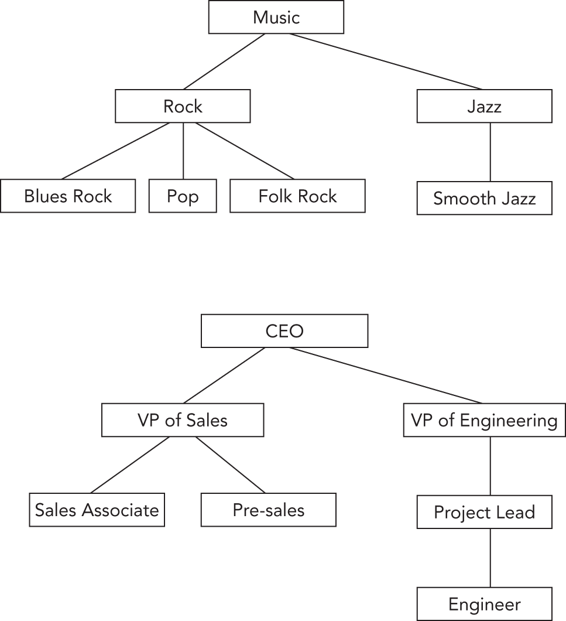 Music
Rock
Jazz
Blues Rock
Pop
Folk Rock
Smooth Jazz
CEO
VP of Sales
VP of Engineering
Sales Associate
Pre-sales
Project Lead
Engineer